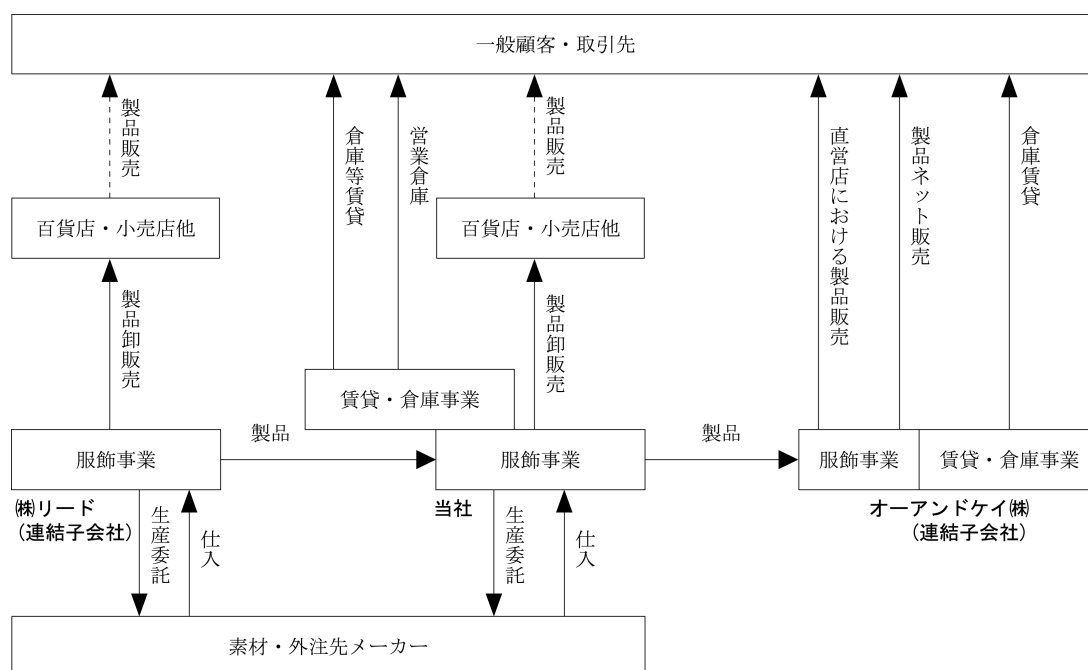 一般顧客・取引先
製品販売
倉庫等賃貸
営業倉庫
製品販売
直営店における製品販売
製品ネット販売
倉庫賃貸
百貨店・小売店他
百貨店・小売店他
製品卸販売
製品卸販売
賃貸・倉庫事業
服飾事業
製品
服飾事業
製品
服飾事業
賃貸・倉庫事業
㈱リード
（連結子会社）
当社
オーアンドケイ㈱
（連結子会社）
生産委託
仕入
生産委託
仕入
素材・外注先メーカー